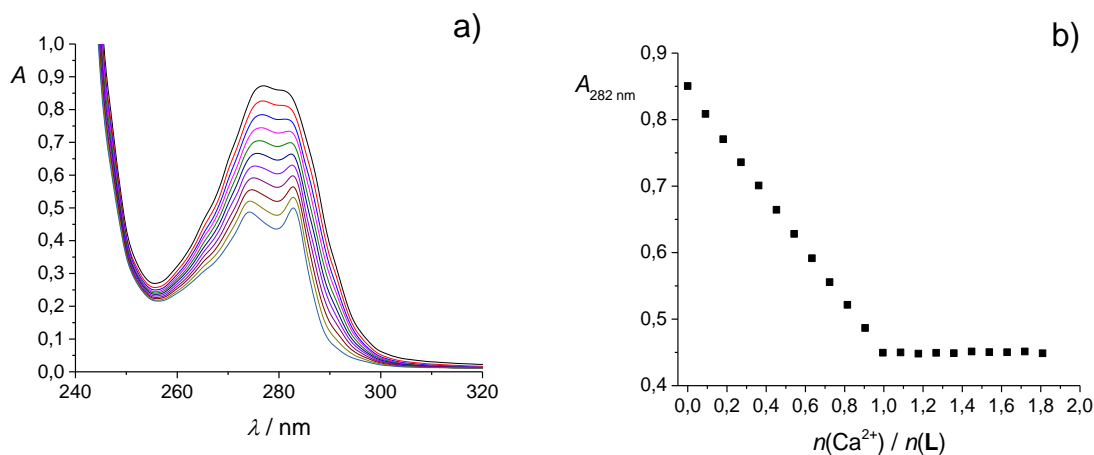 a)
A
1,0
0,9
0,8
0,7
0,6
0,5
0,4
0,3
0,2
0,1
0,0
240 260 280 300 320
λ / nm
b)
A282 nm
0,9
0,8
0,7
0,6
0,5
0,4
0,0 0,2 0,4 0,6 0,8 1,0 1,2 1,4 1,6 1,8 2,0
n(Ca²⁺) / n(L)